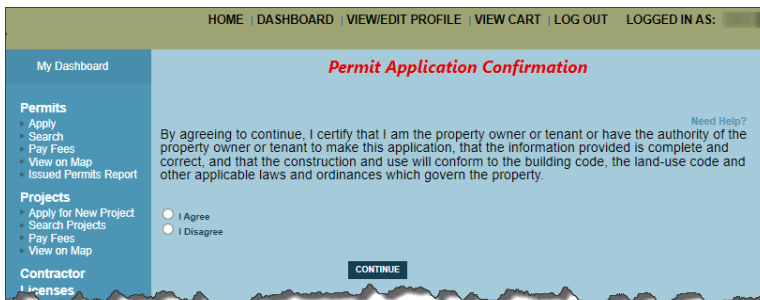 HOME | DASHBOARD | VIEW/EDIT PROFILE | VIEW CART | LOG OUT LOGGED IN AS:
My Dashboard
Permit Application Confirmation
Permits
Apply
Search
Pay Fees
View on Map
Issued Permits Report
Projects
Apply for New Project
Search Projects
Pay Fees
View on Map
Contractor
Licenses
Need Help?
By agreeing to continue, I certify that I am the property owner or tenant or have the authority of the
property owner or tenant to make this application, that the information provided is complete and
correct, and that the construction and use will conform to the building code, the land-use code and
other applicable laws and ordinances which govern the property.
I Agree
I Disagree
CONTINUE